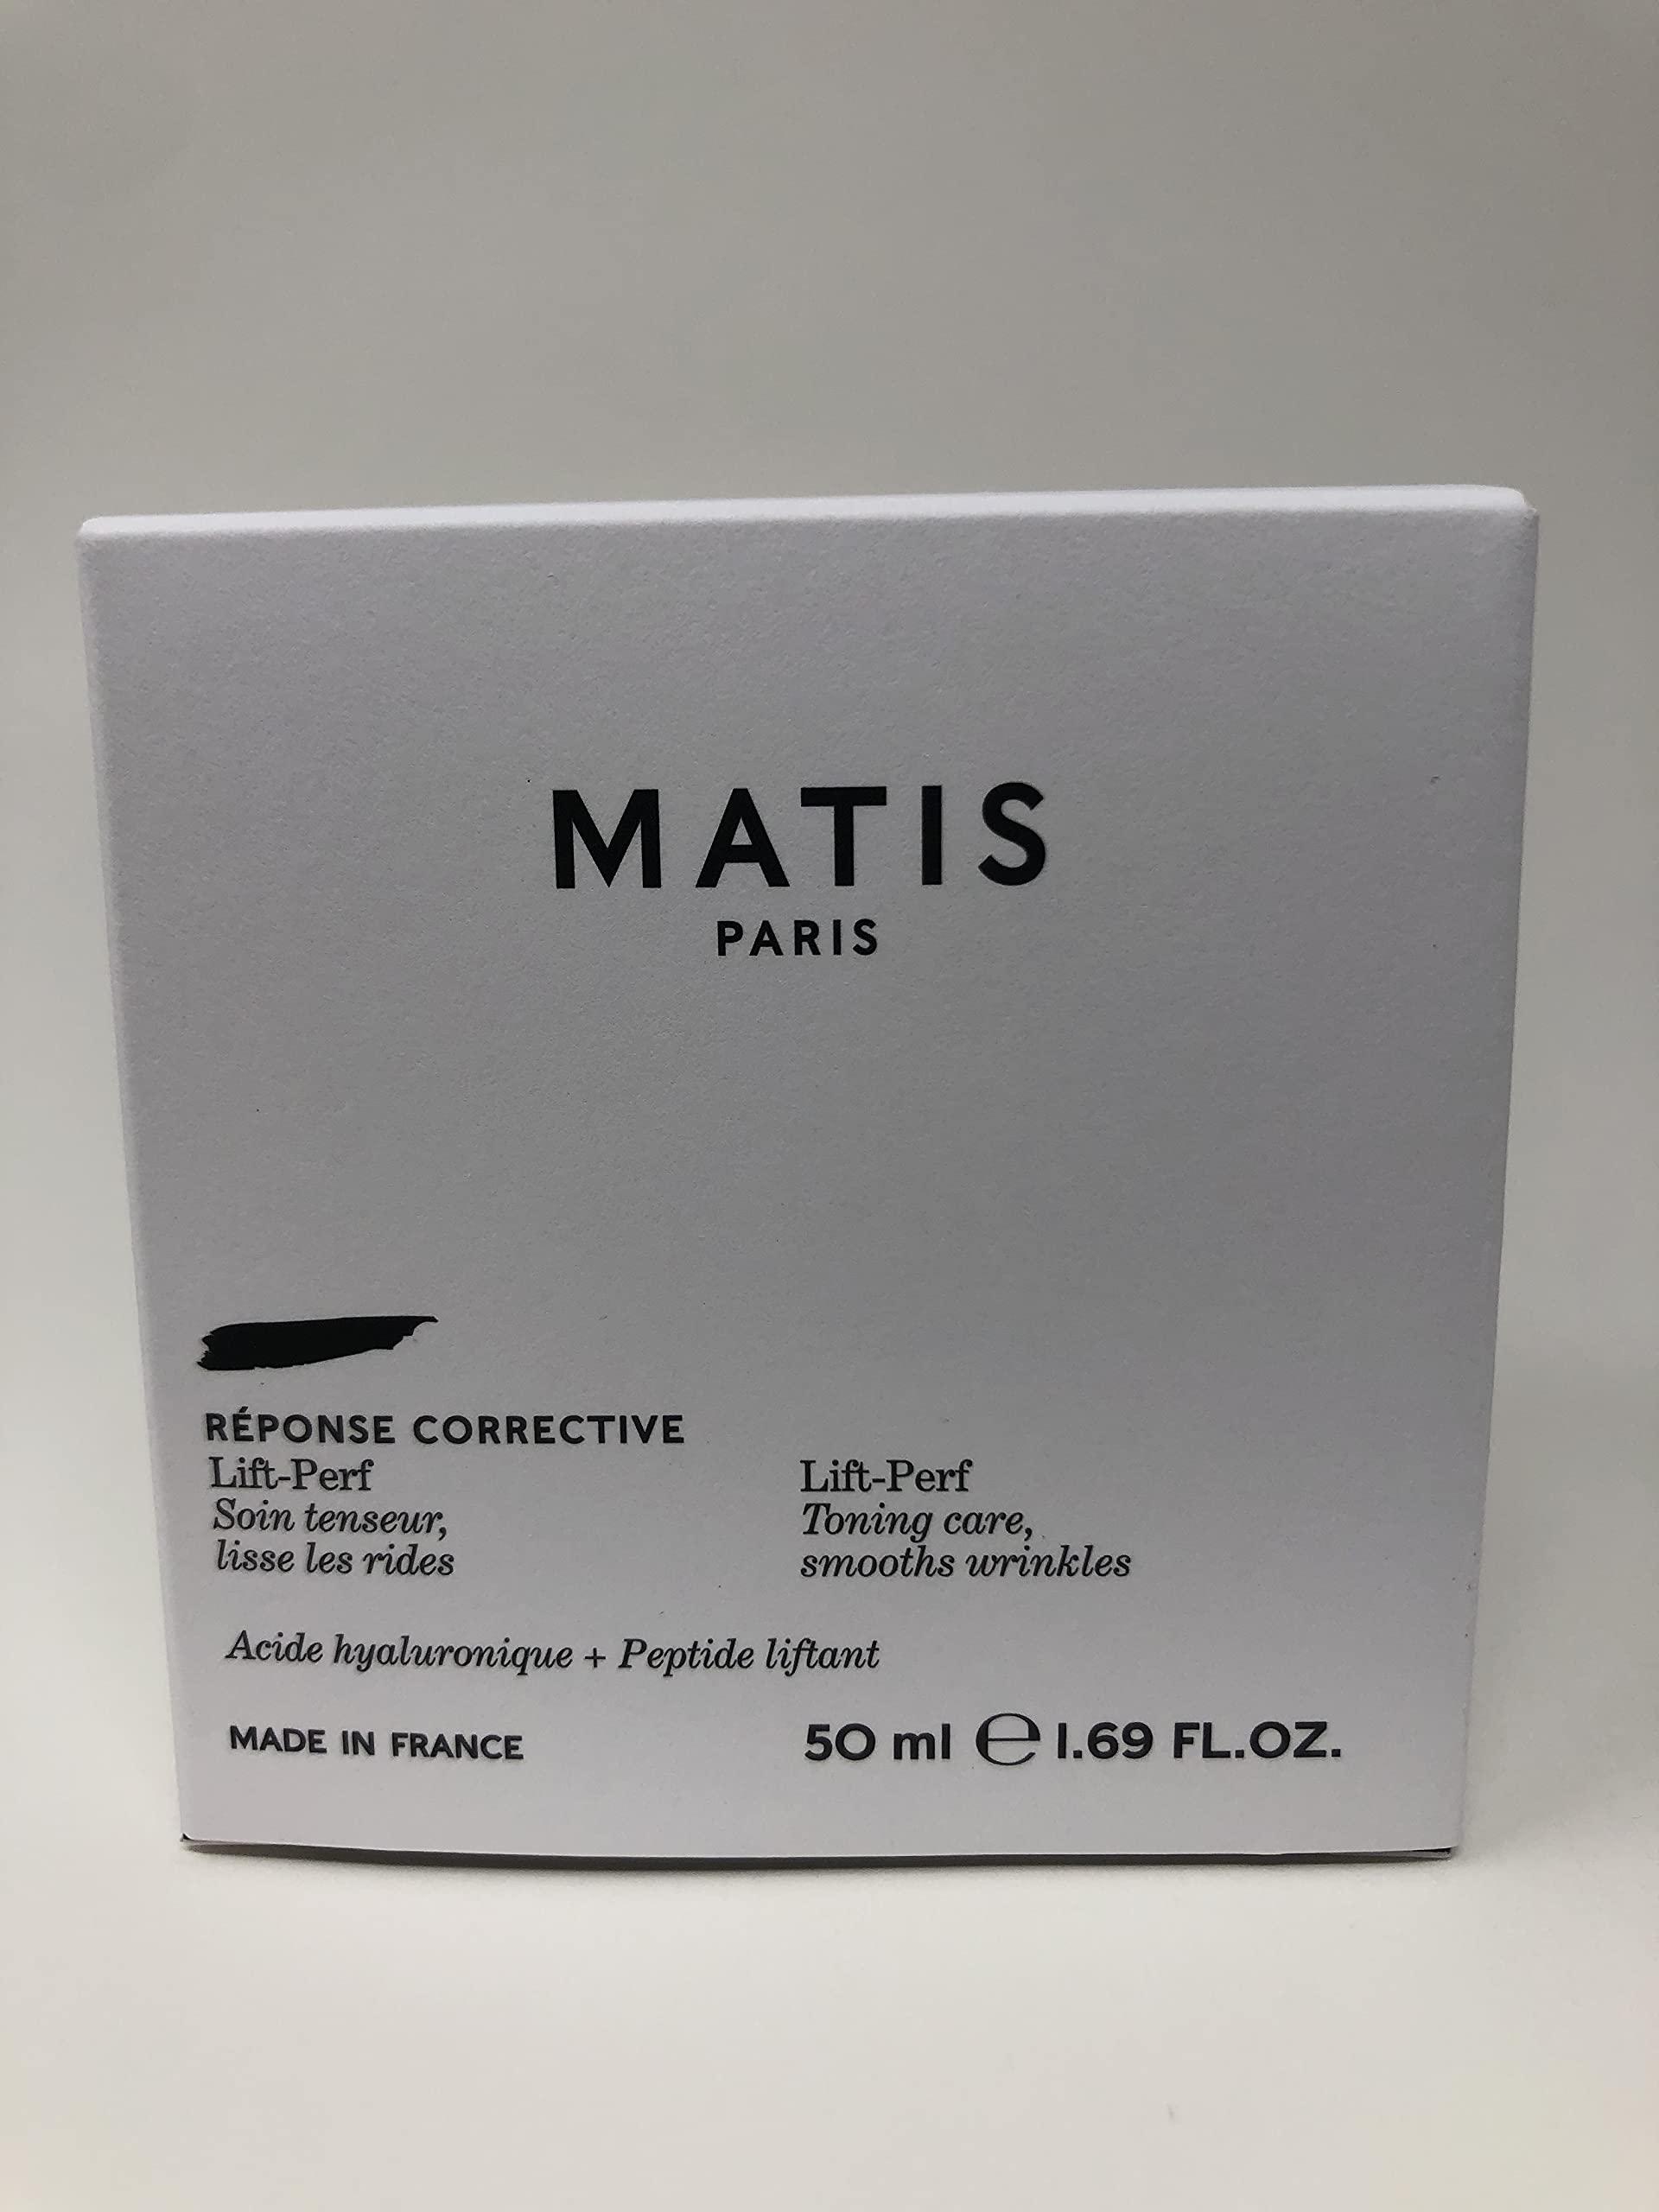 MATIS
PARIS
RÉPONSE CORRECTIVE
Lift-Perf
Soin tenseur,
lisse les rides
Lift-Perf
Toning care,
smooths wrinkles
Acide hyaluronique + Peptide liftant
MADE IN FRANCE
50 ml ℮ 1.69 FL.OZ.